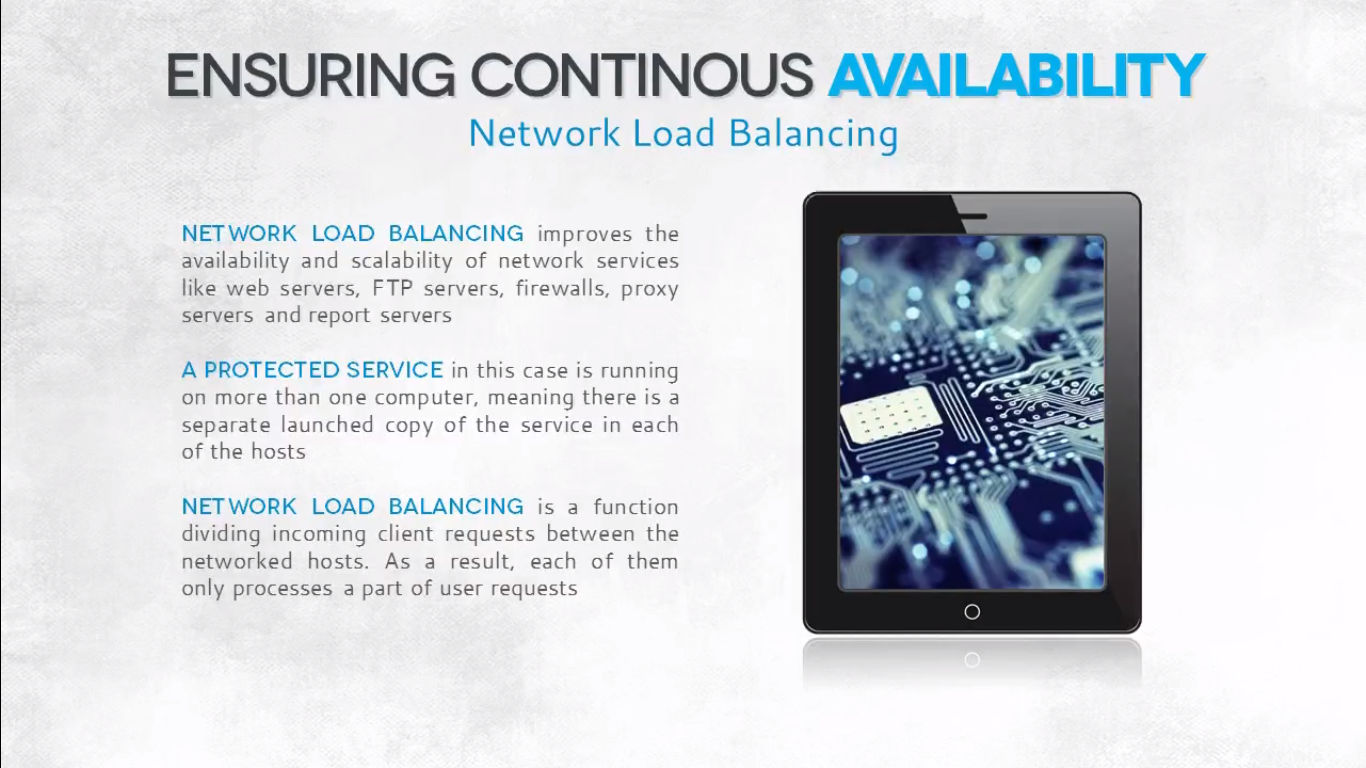 ENSURING CONTINOUS AVAILABILITY
Network Load Balancing
NETWORK LOAD BALANCING improves the
availability and scalability of network services
like web servers, FTP servers, firewalls, proxy
servers and report servers
A PROTECTED SERVICE in this case is running
on more than one computer, meaning there is a
separate launched copy of the service in each
of the hosts
NETWORK LOAD BALANCING is a function
dividing incoming client requests between the
networked hosts. As a result, each of them
only processes a part of user requests